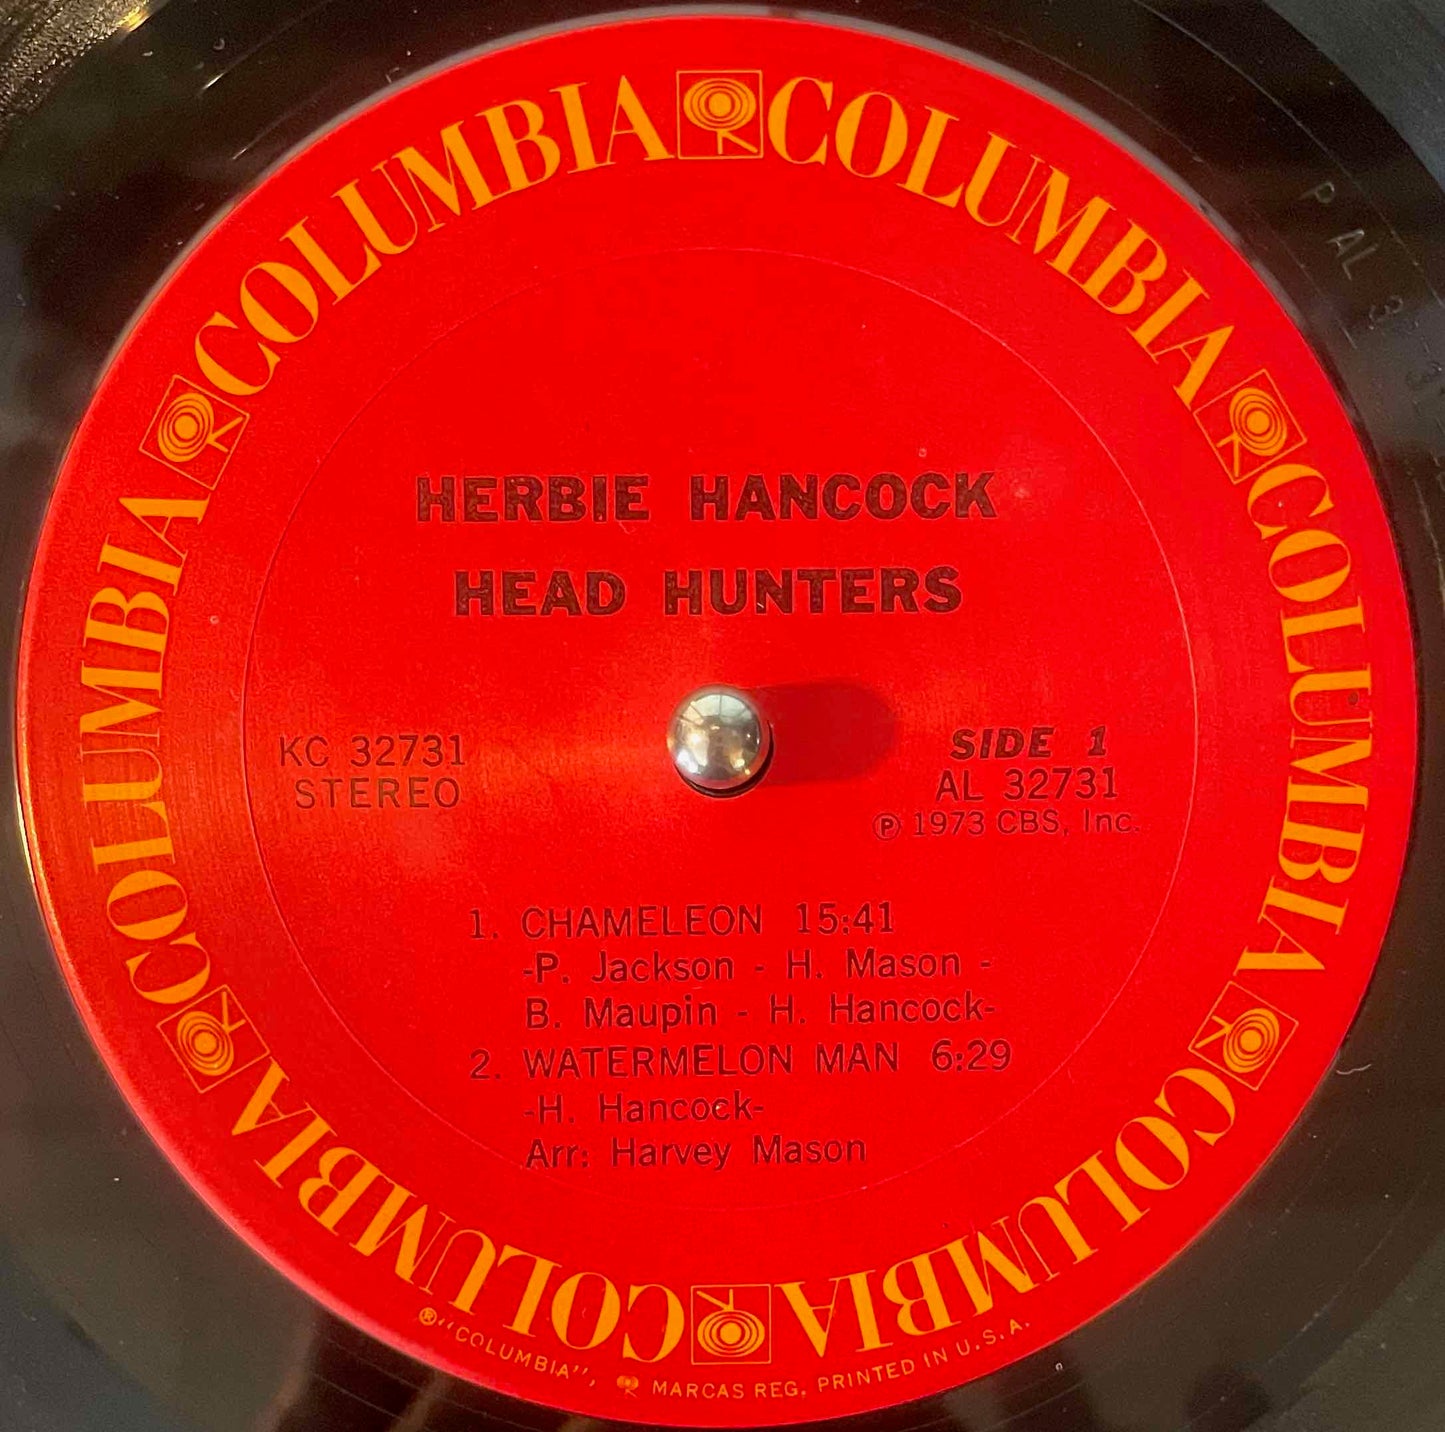 COLUMBIA COLUMBIA COLUMBIA COLUMBIA COLUMBIA COLUMBIA
HERBIE HANCOCK
HEAD HUNTERS
KC 32731
STEREO
SIDE 1
AL 32731
Ⓟ 1973 CBS, Inc.
1. CHAMELEON 15:41
-P. Jackson - H. Mason -
B. Maupin - H. Hancock-
2. WATERMELON MAN 6:29
-H. Hancock-
Arr: Harvey Mason
®"COLUMBIA", MARCAS REG. PRINTED IN U.S.A.
P AL 3